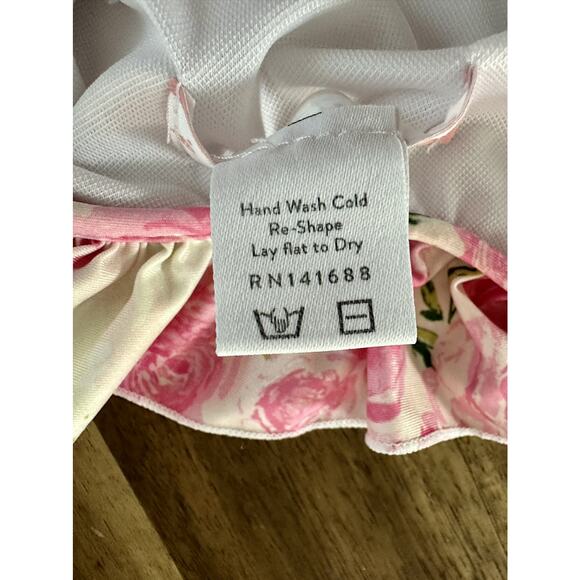 Hand Wash Cold
Re-Shape
Lay flat to Dry
RN141688